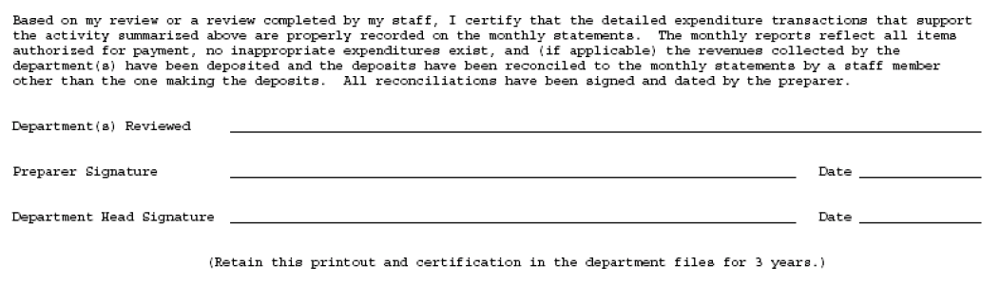 Based on my review or a review completed by my staff, I certify that the detailed expenditure transactions that support
the activity summarized above are properly recorded on the monthly statements.  The monthly reports reflect all items
authorized for payment, no inappropriate expenditures exist, and (if applicable) the revenues collected by the
department(s) have been deposited and the deposits have been reconciled to the monthly statements by a staff member
other than the one making the deposits.  All reconciliations have been signed and dated by the preparer.
Department(s) Reviewed
Preparer Signature Date
Department Head Signature Date
(Retain this printout and certification in the department files for 3 years.)